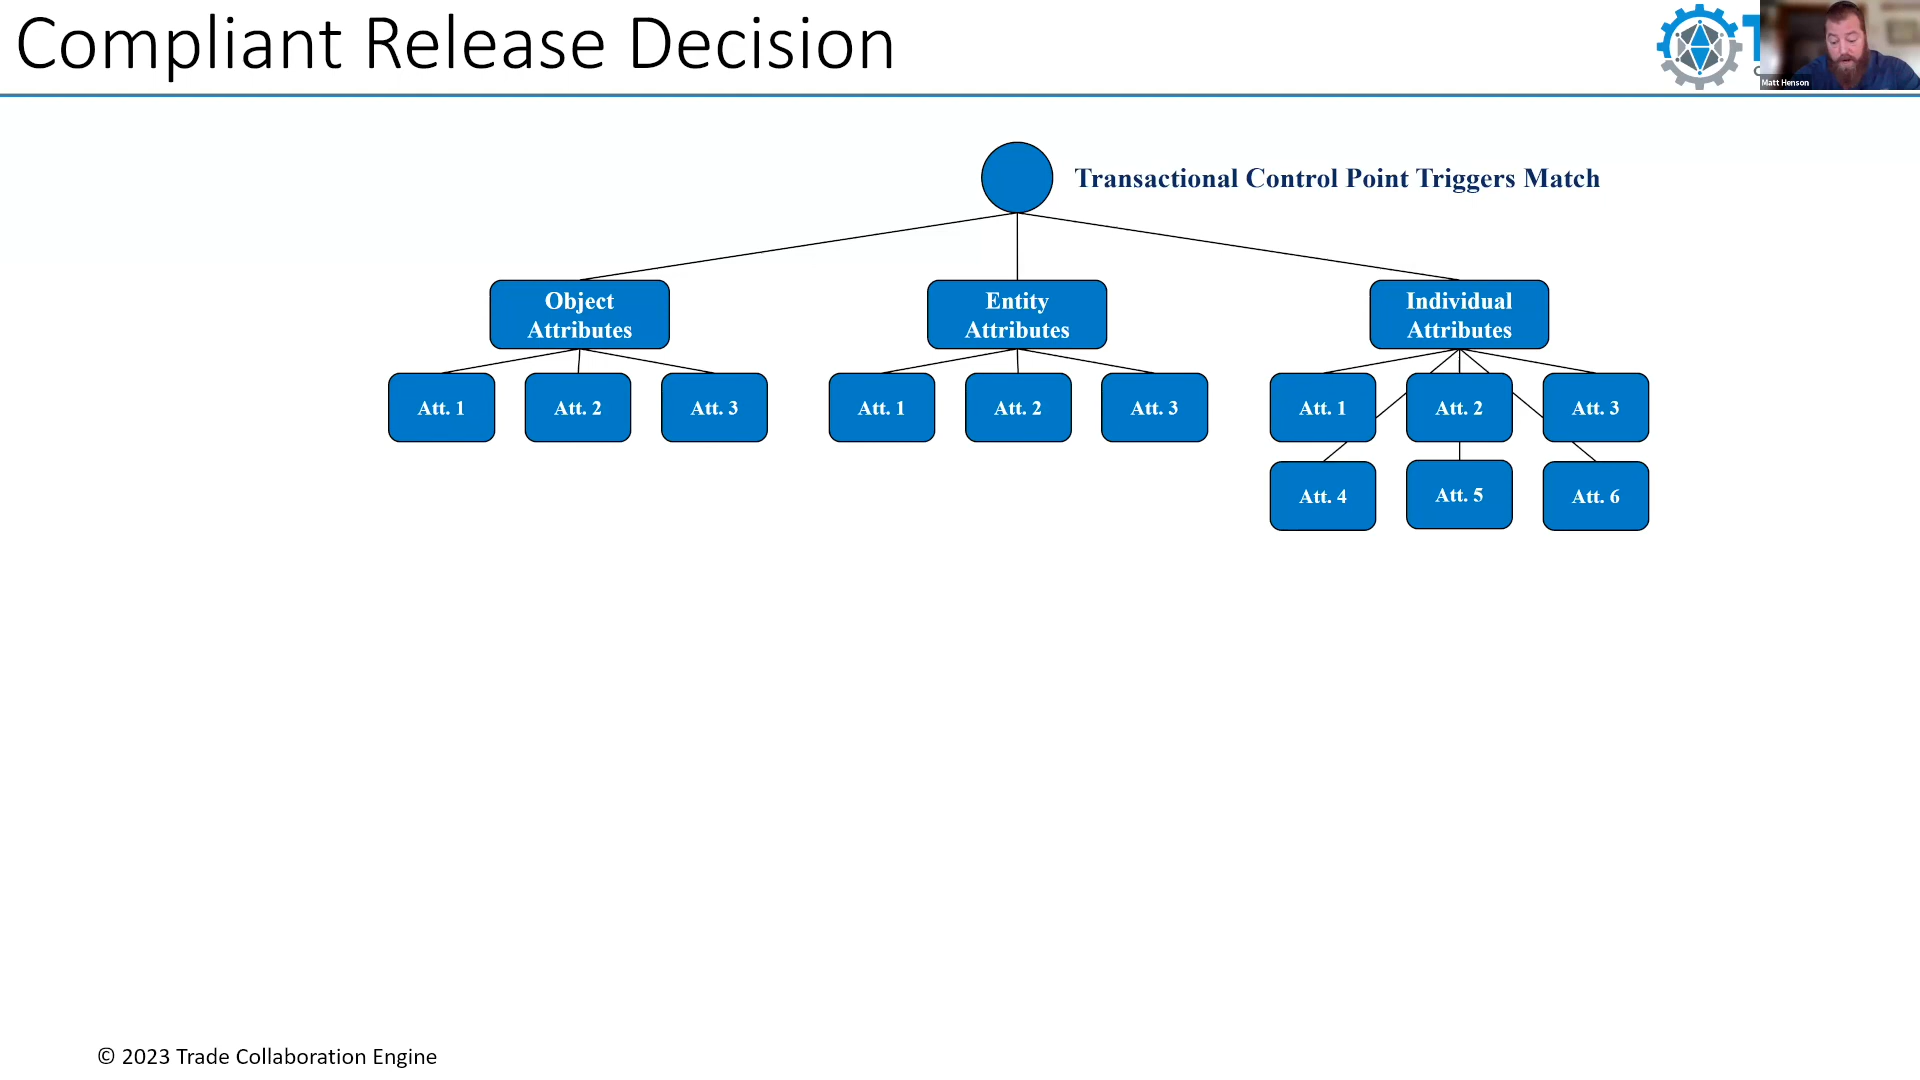 Compliant Release Decision
Matt Henson
Transactional Control Point Triggers Match
Object
Attributes
Entity
Attributes
Individual
Attributes
Att. 1
Att. 2
Att. 3
Att. 1
Att. 2
Att. 3
Att. 1
Att. 2
Att. 3
Att. 4
Att. 5
Att. 6
© 2023 Trade Collaboration Engine